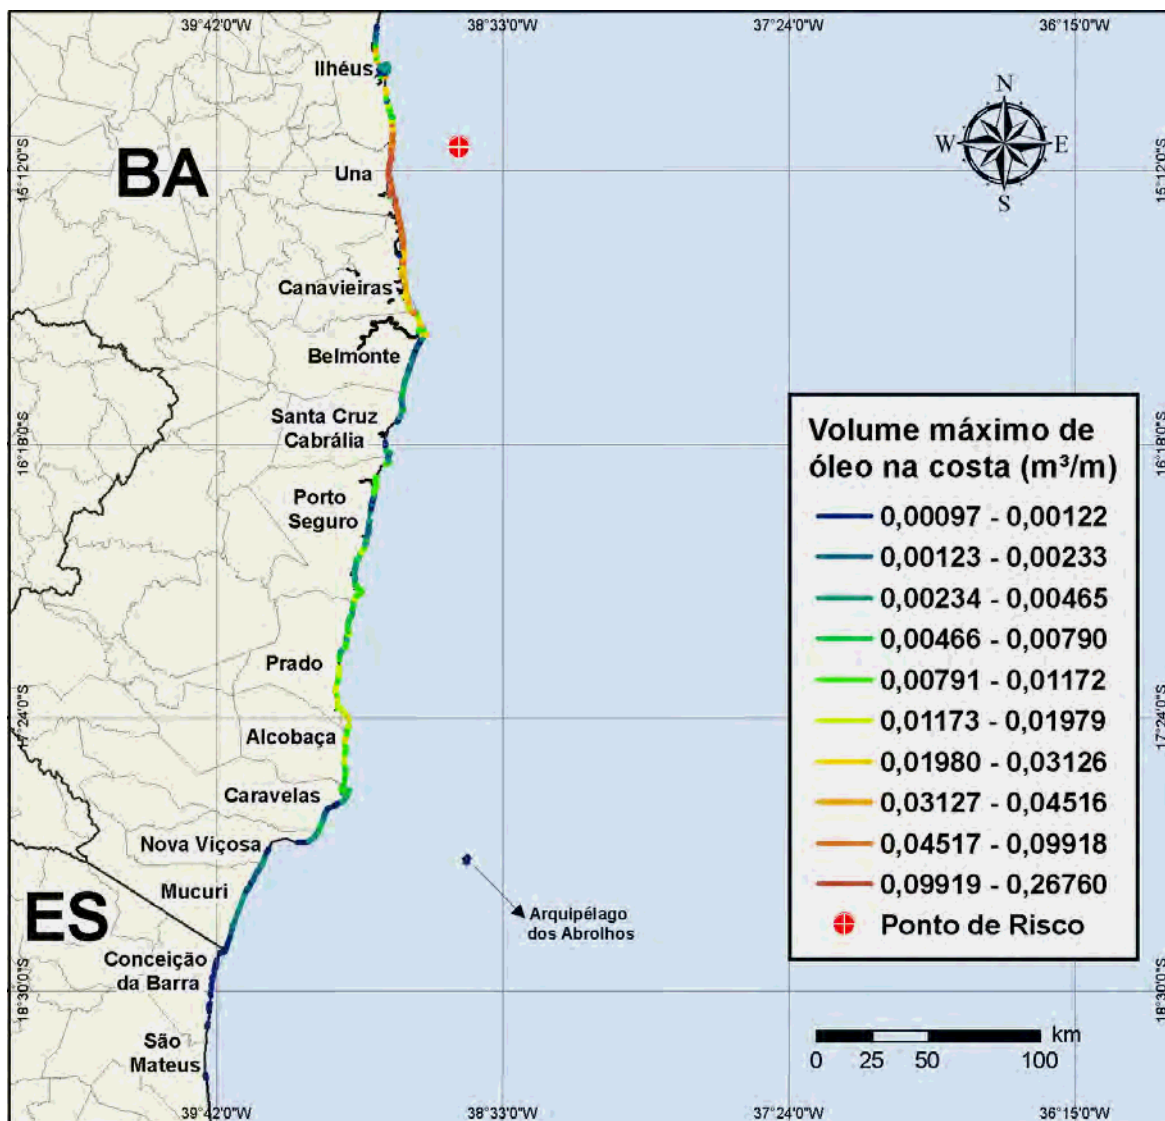 39°42'0"W
38°33'0"W
37°24'0"W
36°15'0"W
Ilhéus
N
W
E
S
BA
Una
15°12'0"S
15°12'0"S
Canavieiras
Belmonte
Santa Cruz
Cabrália
16°18'0"S
16°18'0"S
Porto
Seguro
Prado
17°24'0"S
17°24'0"S
Alcobaça
Caravelas
Nova Viçosa
Mucuri
ES
Arquipélago
dos Abrolhos
Conceição
da Barra
18°30'0"S
18°30'0"S
São
Mateus
Volume máximo de
óleo na costa (m³/m)
0,00097 - 0,00122
0,00123 - 0,00233
0,00234 - 0,00465
0,00466 - 0,00790
0,00791 - 0,01172
0,01173 - 0,01979
0,01980 - 0,03126
0,03127 - 0,04516
0,04517 - 0,09918
0,09919 - 0,26760
Ponto de Risco
km
0 25 50 100
39°42'0"W
38°33'0"W
37°24'0"W
36°15'0"W